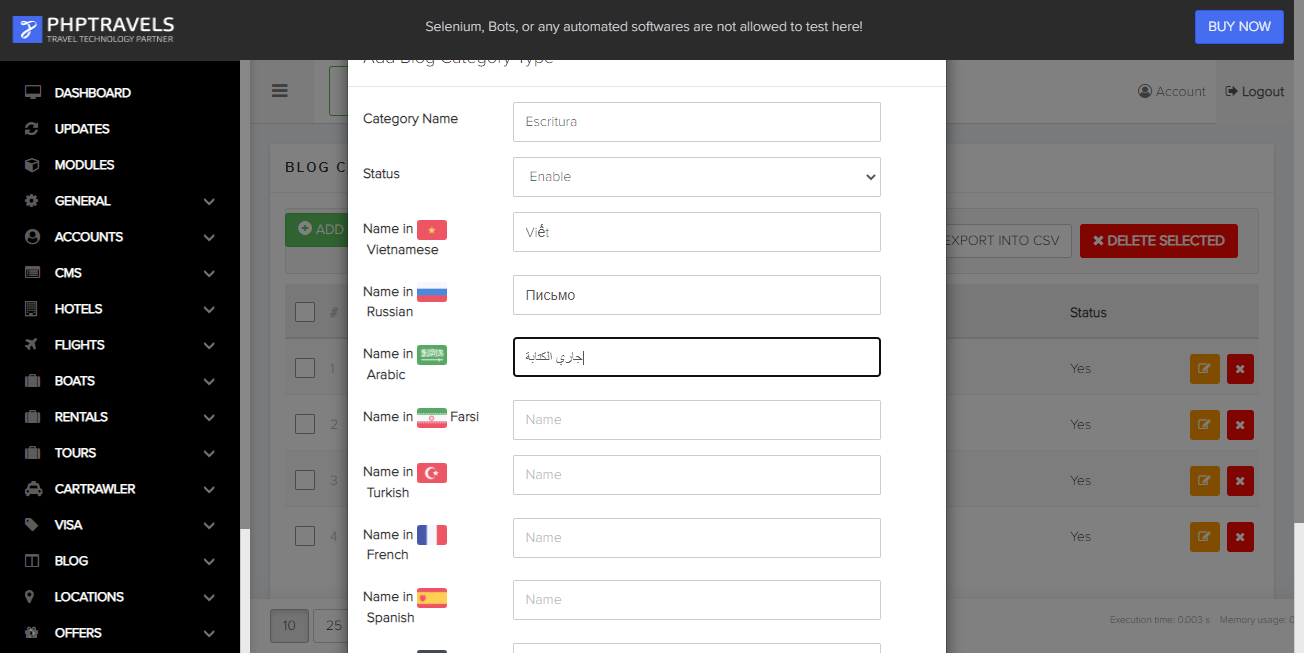 PHPTRAVELS
TRAVEL TECHNOLOGY PARTNER
Selenium, Bots, or any automated softwares are not allowed to test here!
BUY NOW
DASHBOARD
UPDATES
MODULES
GENERAL
ACCOUNTS
CMS
HOTELS
FLIGHTS
BOATS
RENTALS
TOURS
CARTRAWLER
VISA
BLOG
LOCATIONS
OFFERS
Account
Logout
BLOG C
ADD
EXPORT INTO CSV
DELETE SELECTED
#
Status
1
Yes
2
Yes
3
Yes
4
Yes
10
25
Execution time: 0.003 s
Memory usage: 0
Add Blog Category Type
Category Name
Escritura
Status
Enable
Name in
Vietnamese
Viết
Name in
Russian
Письмо
Name in
Arabic
جاري الكتابة
Name in Farsi
Name
Name in
Turkish
Name
Name in
French
Name
Name in
Spanish
Name